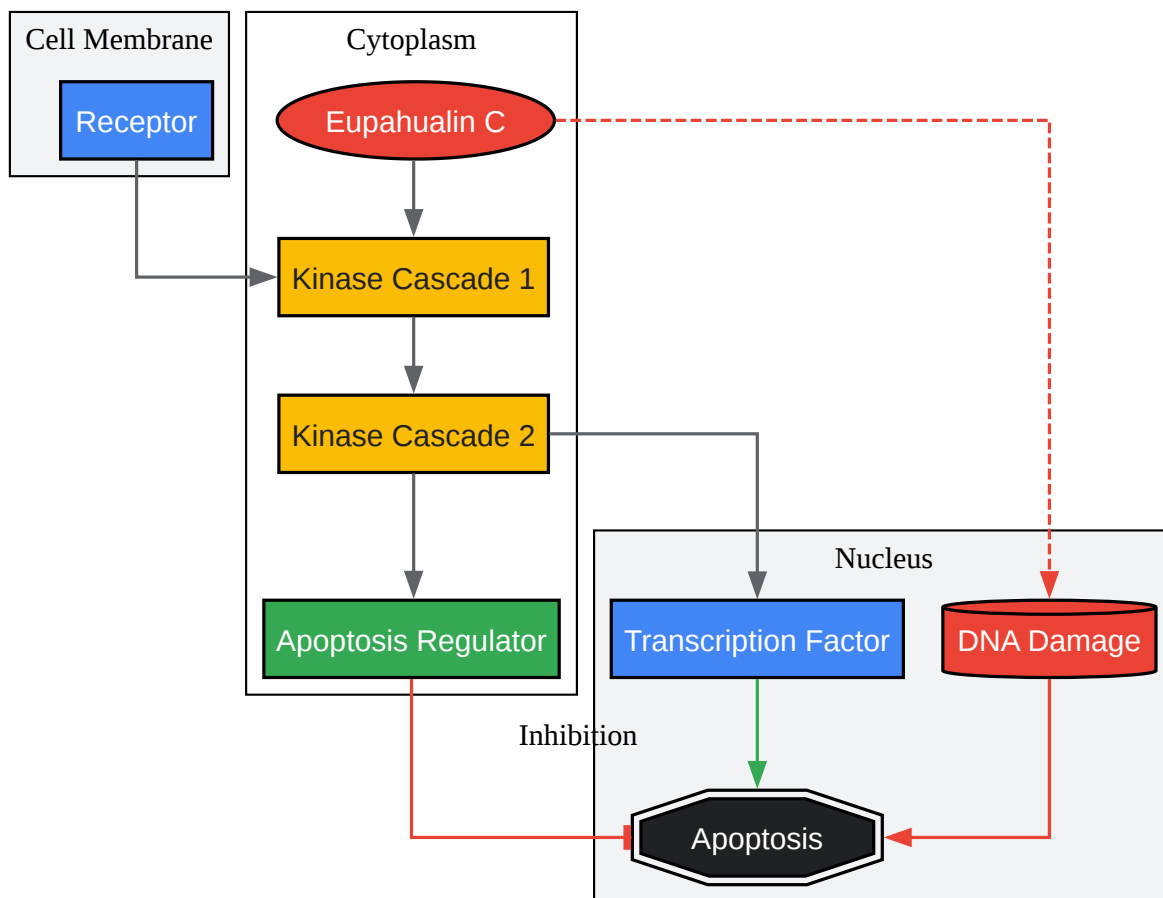 Cell Membrane
Cytoplasm
Receptor
Eupahualin C
Kinase Cascade 1
Kinase Cascade 2
Nucleus
Apoptosis Regulator
Transcription Factor
DNA Damage
Inhibition
Apoptosis